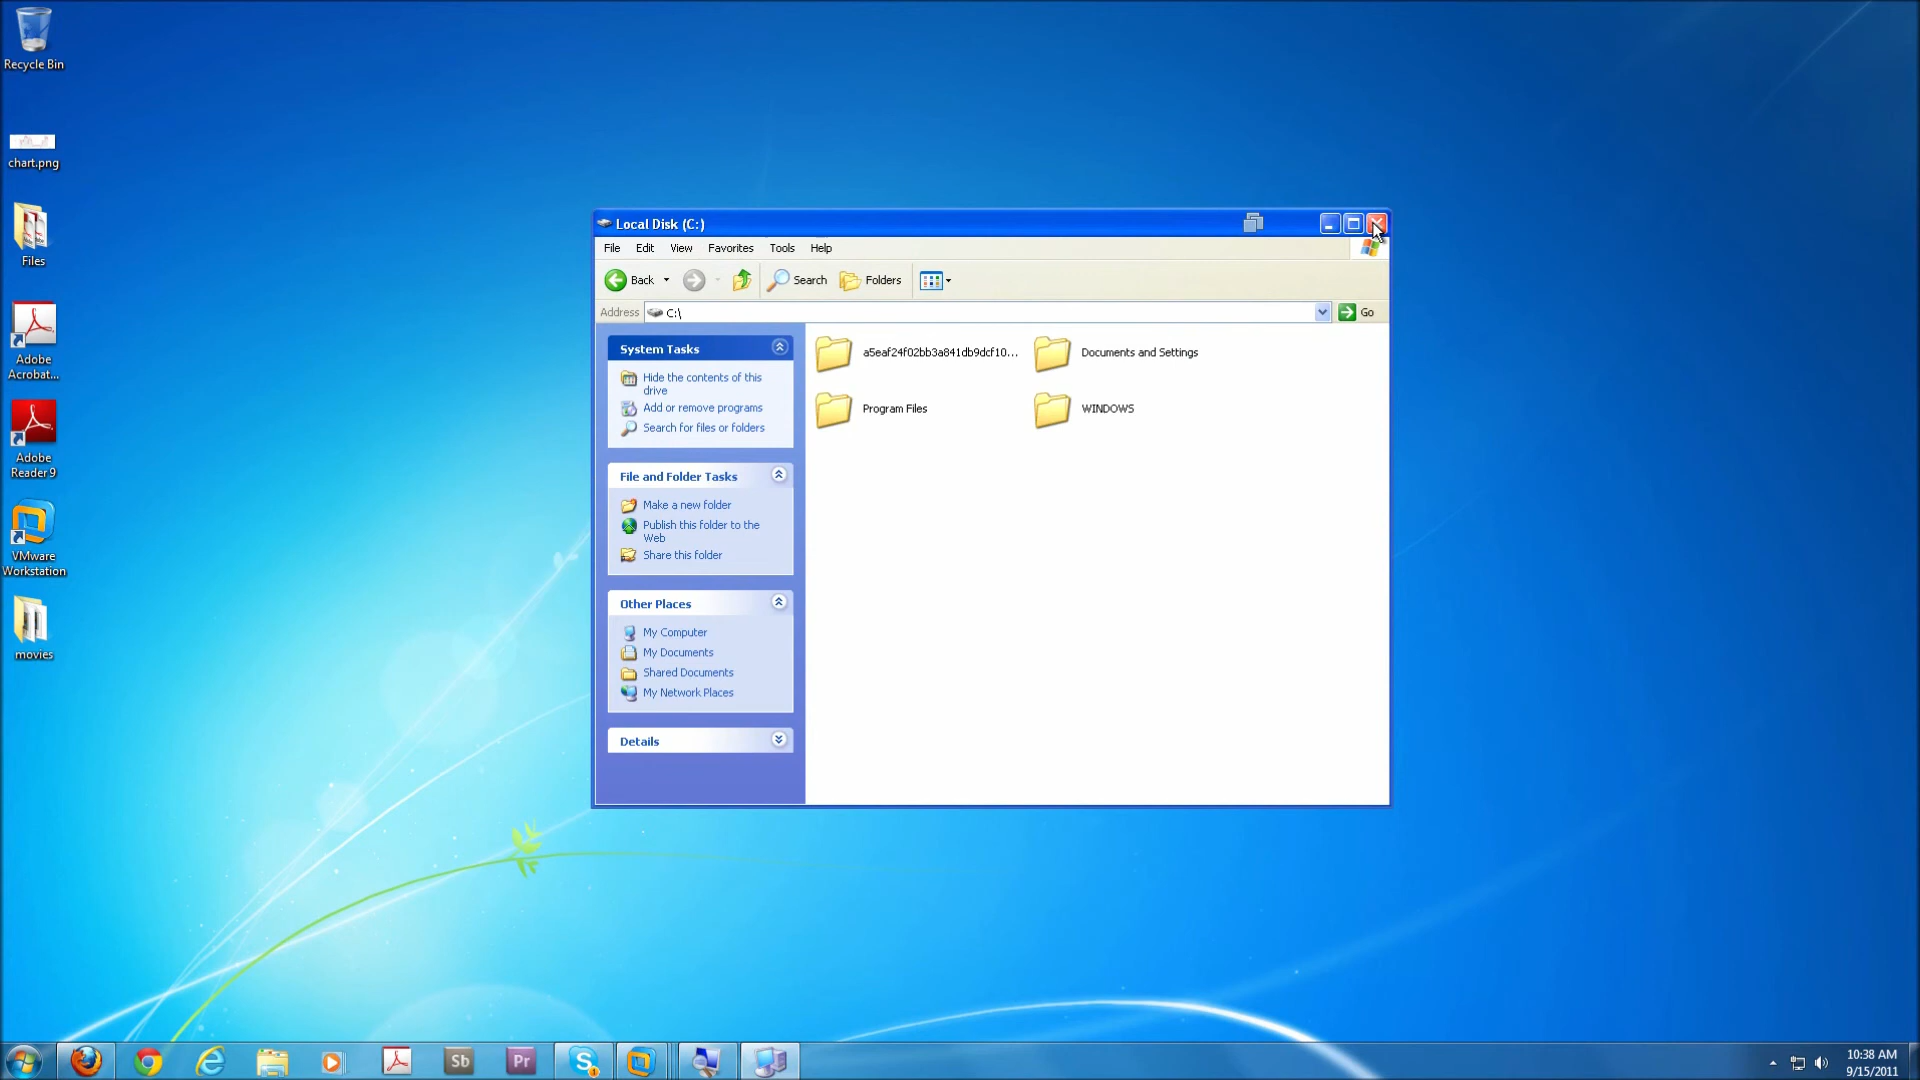 Recycle Bin
chart.png
Files
Adobe
Acrobat...
Adobe
Reader 9
VMware
Workstation
movies
Local Disk (C:)
File Edit View Favorites Tools Help
Back Search Folders
Address C:\ Go
System Tasks
Hide the contents of this
drive
Add or remove programs
Search for files or folders
File and Folder Tasks
Make a new folder
Publish this folder to the
Web
Share this folder
Other Places
My Computer
My Documents
Shared Documents
My Network Places
Details
a5eaf24f02bb3a841db9dcf10... Documents and Settings
Program Files WINDOWS
Sb Pr
10:38 AM
9/15/2011